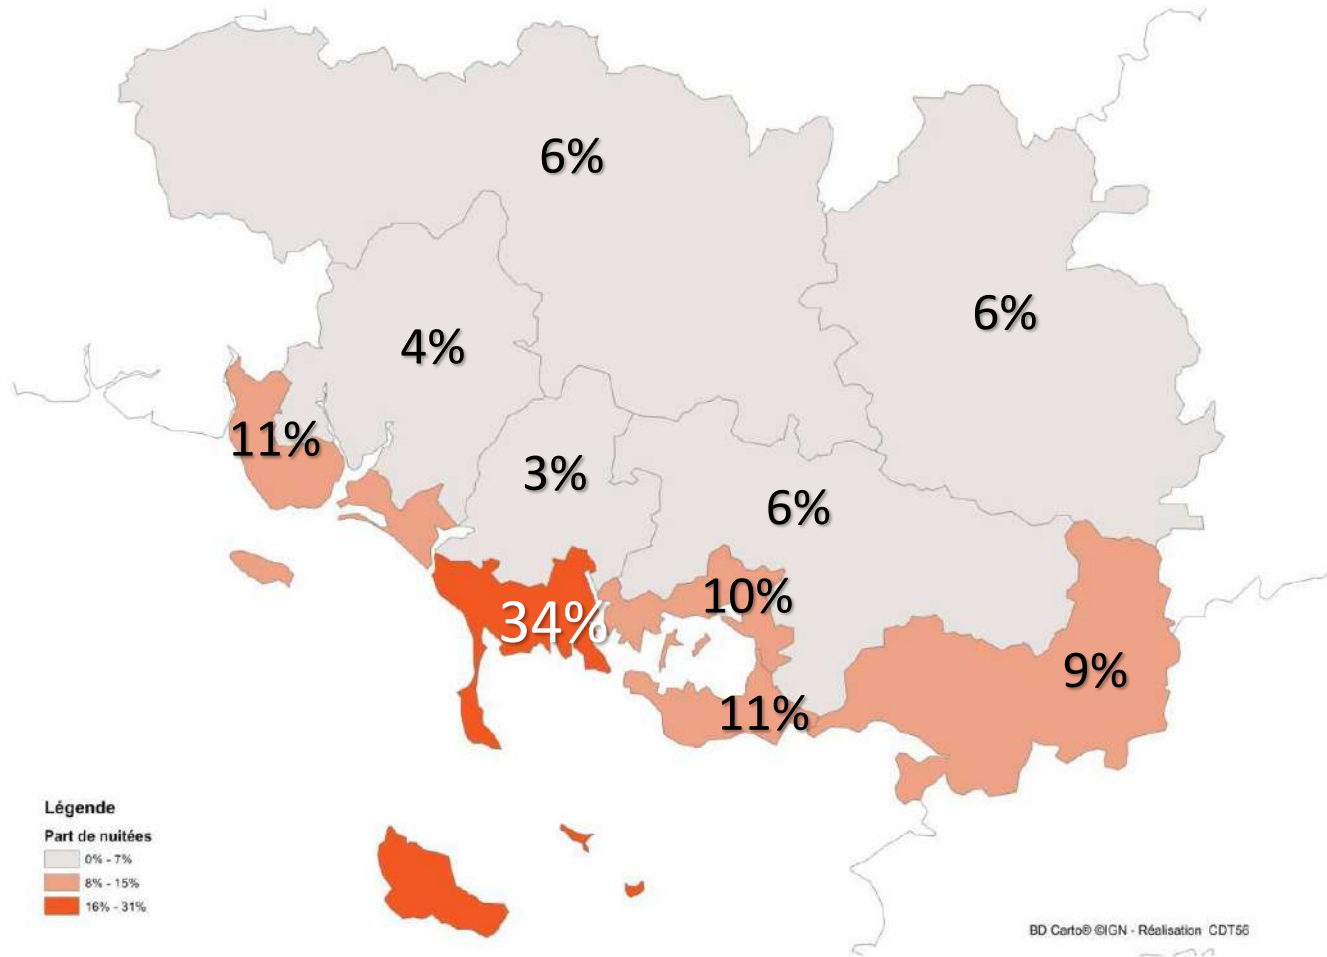 6%
6%
4%
11%
3%
6%
10%
34%
9%
11%
Légende
Part de nuitées
0% - 7%
8% - 15%
16% - 31%
BD Carto® ©IGN - Réalisation CDT56